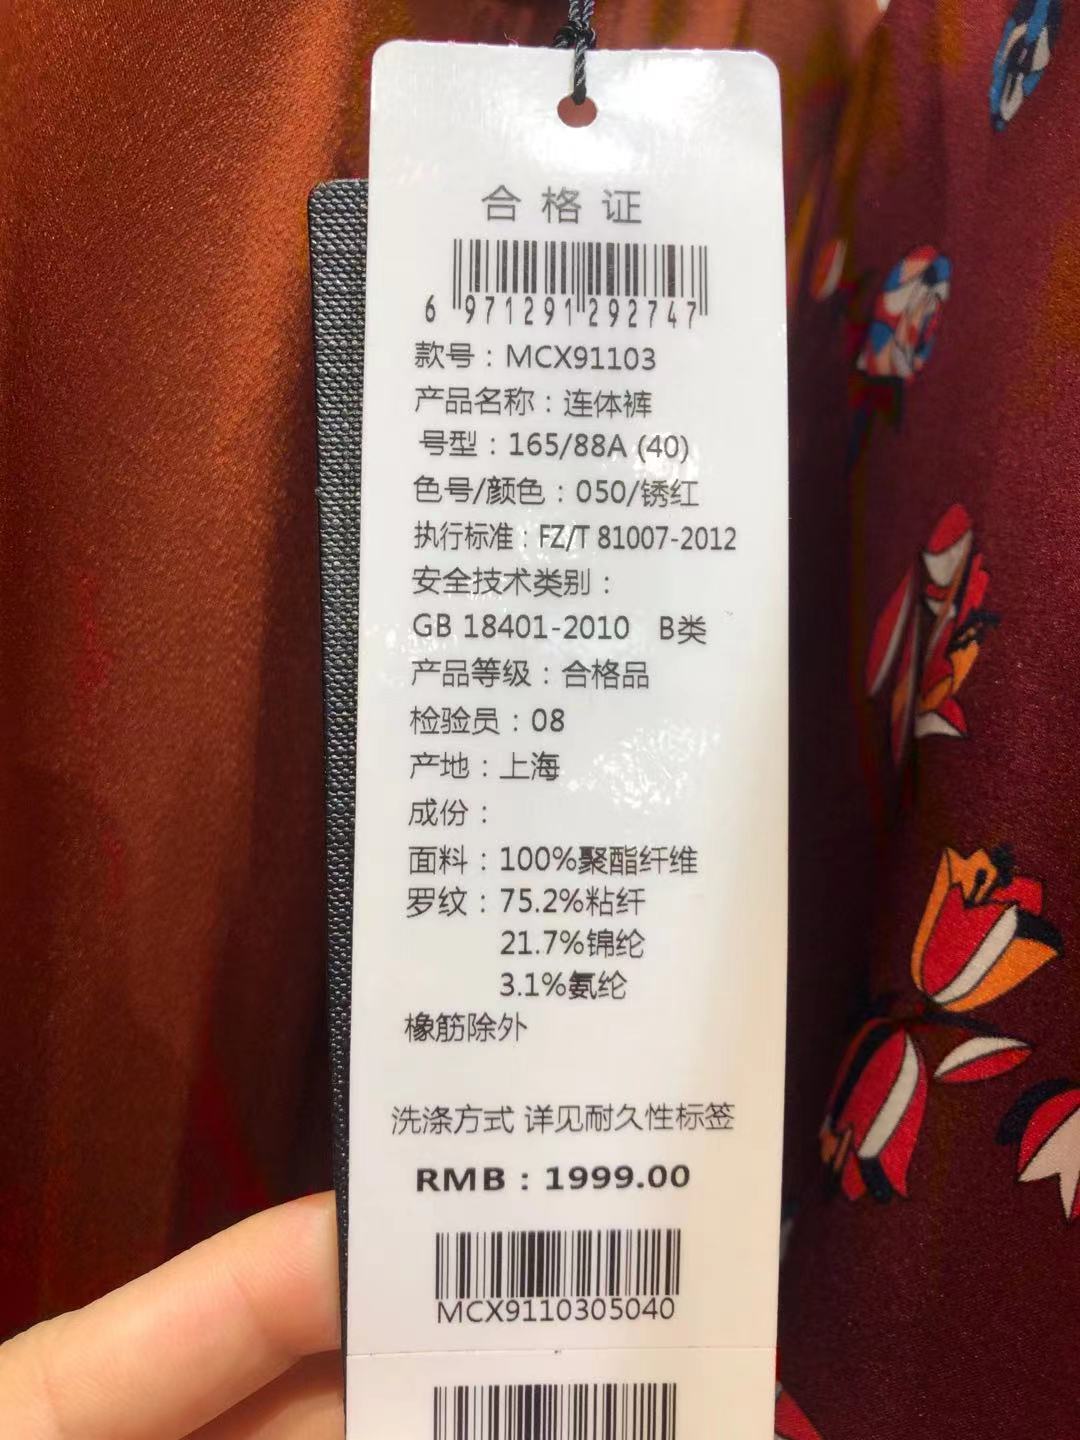 合格证
6 971291 292747
款号：MCX91103
产品名称：连体裤
号型：165/88A (40)
色号/颜色：050/锈红
执行标准：FZ/T 81007-2012
安全技术类别：
GB 18401-2010 B类
产品等级：合格品
检验员：08
产地：上海
成份：
面料：100%聚酯纤维
罗纹：75.2%粘纤
21.7%锦纶
3.1%氨纶
橡筋除外
洗涤方式 详见耐久性标签
RMB：1999.00
MCX9110305040